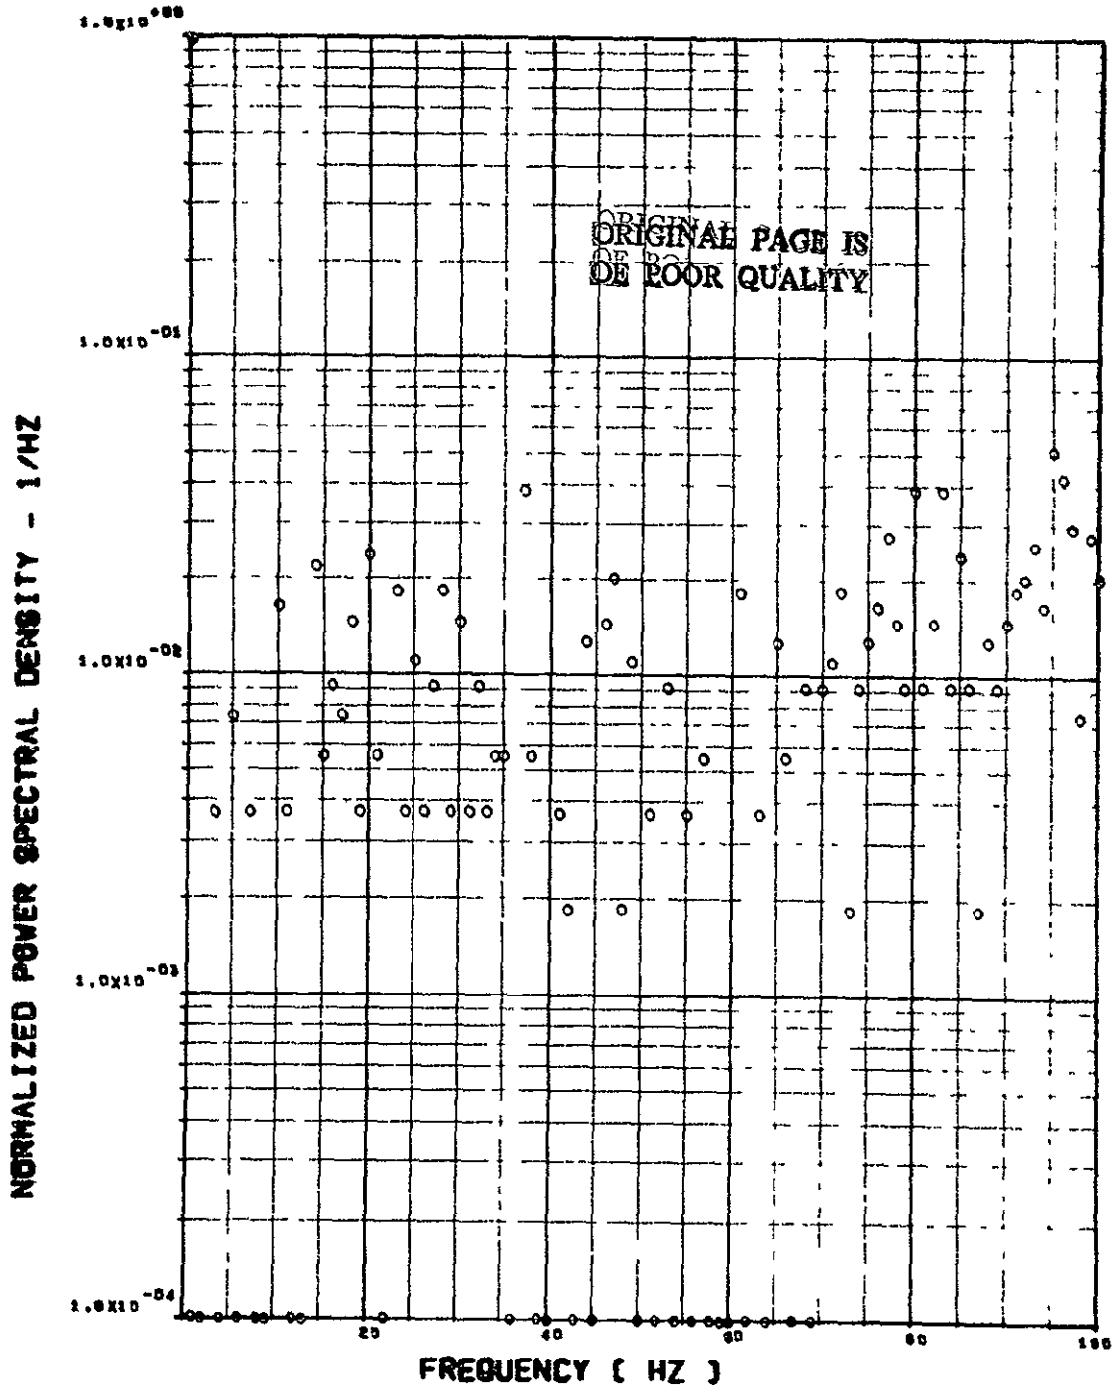 1.0X10+00
ORIGINAL PAGE IS
OF POOR QUALITY
1.0X10-01
1.0X10-02
1.0X10-03
1.0X10-04
NORMALIZED POWER SPECTRAL DENSITY - 1/HZ
20 40 60 80 100
FREQUENCY ( HZ )